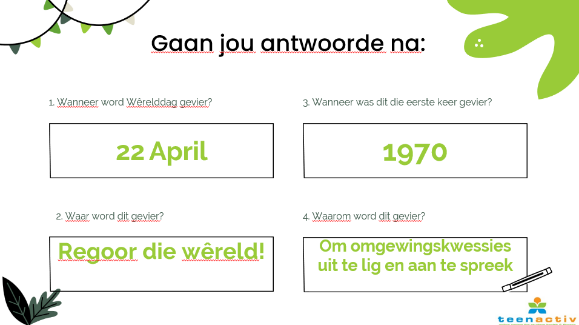 Gaan jou antwoorde na:
1. Wanneer word Wêrelddag gevier?
22 April
2. Waar word dit gevier?
Regoor die wêreld!
3. Wanneer was dit die eerste keer gevier?
1970
4. Waarom word dit gevier?
Om omgewingskwessies
uit te lig en aan te spreek
teenactiv